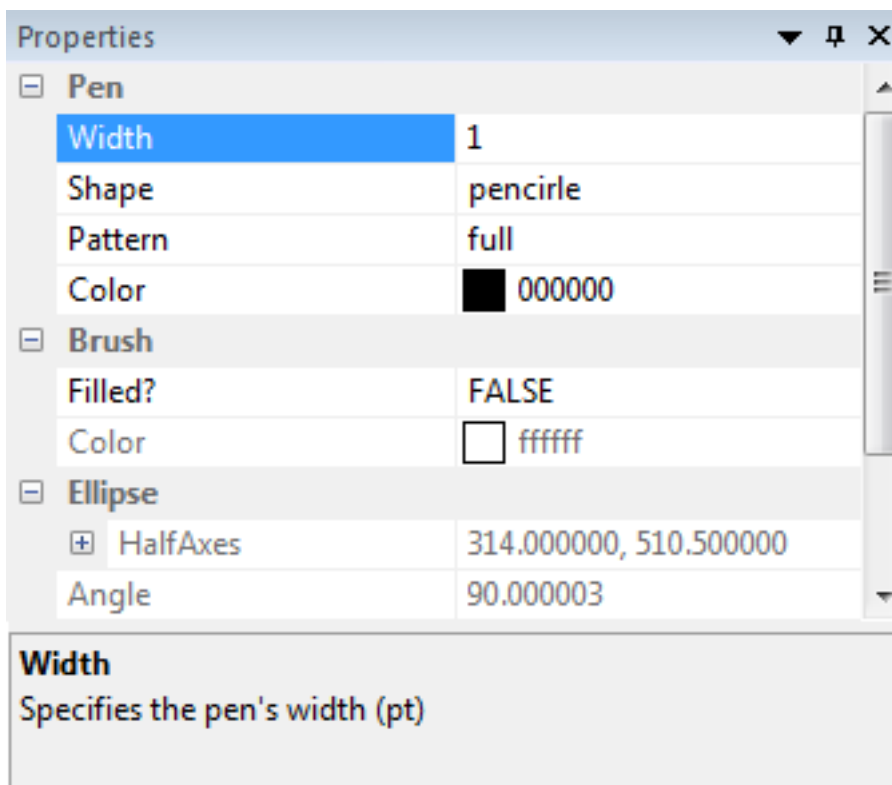 Properties
Pen
Width 1
Shape pencirle
Pattern full
Color 000000
Brush
Filled? FALSE
Color ffffff
Ellipse
HalfAxes 314.000000, 510.500000
Angle 90.000003
Width
Specifies the pen's width (pt)